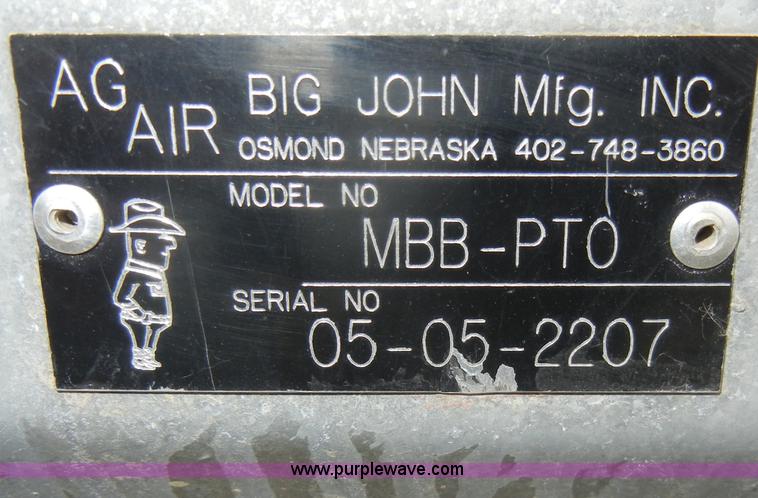 AG AIR BIG JOHN Mfg. INC.
OSMOND NEBRASKA 402-748-3860
MODEL NO
MBB-PTO
SERIAL NO
05-05-2207
www.purplewave.com